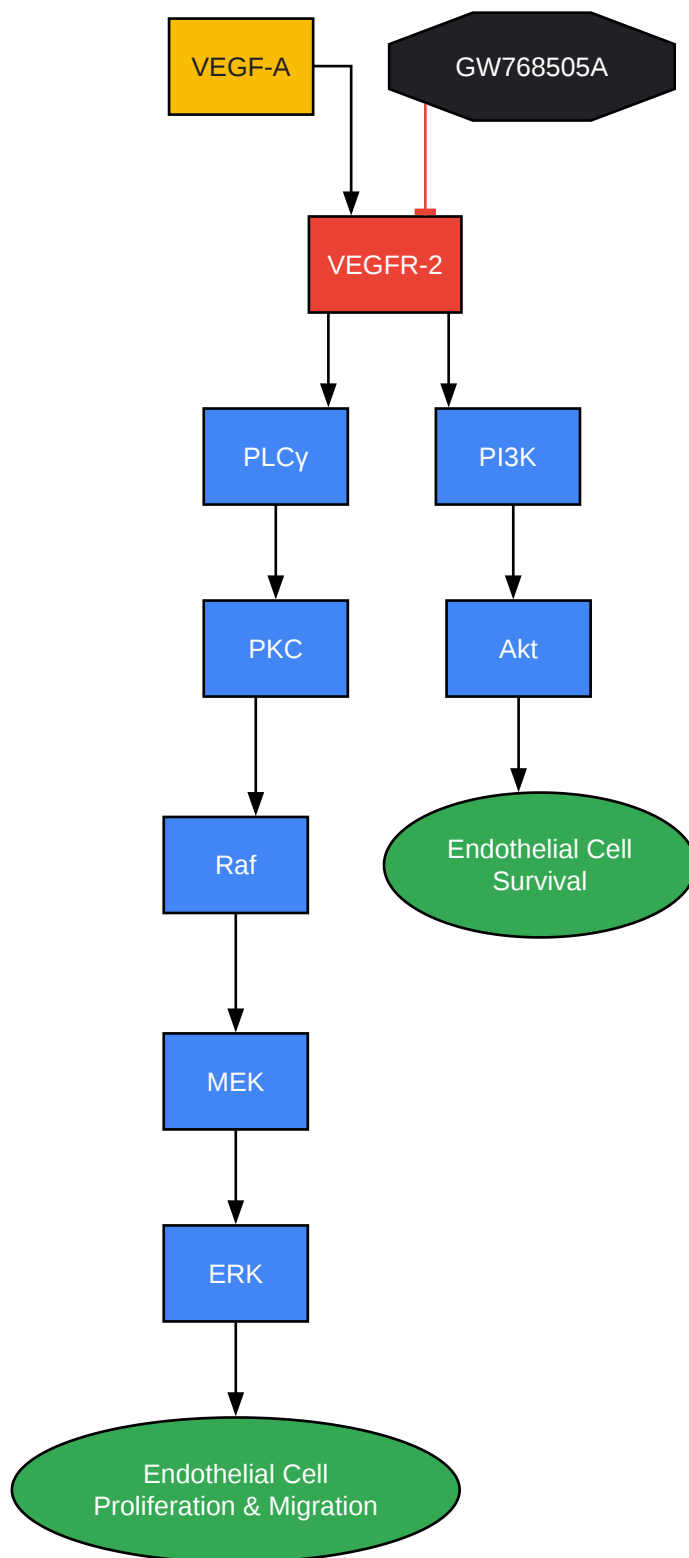 VEGF-A
GW768505A
VEGFR-2
PLCγ
PI3K
PKC
Akt
Raf
Endothelial Cell
Survival
MEK
ERK
Endothelial Cell
Proliferation & Migration